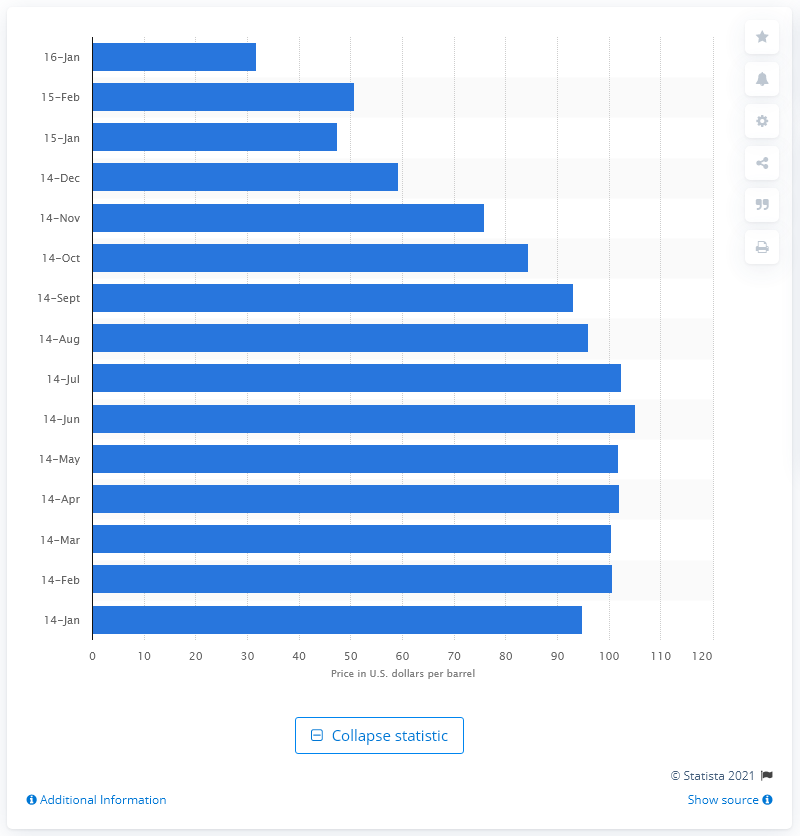 16-Jan
15-Feb
15-Jan
14-Dec
14-Nov
14-Oct
14-Sept
14-Aug
14-Jul
14-Jun
14-May
14-Apr
14-Mar
14-Feb
14-Jan
0 10 20 30 40 50 60 70 80 90 100 110 120
Price in U.S. dollars per barrel
Collapse statistic
© Statista 2021
Additional Information
Show source